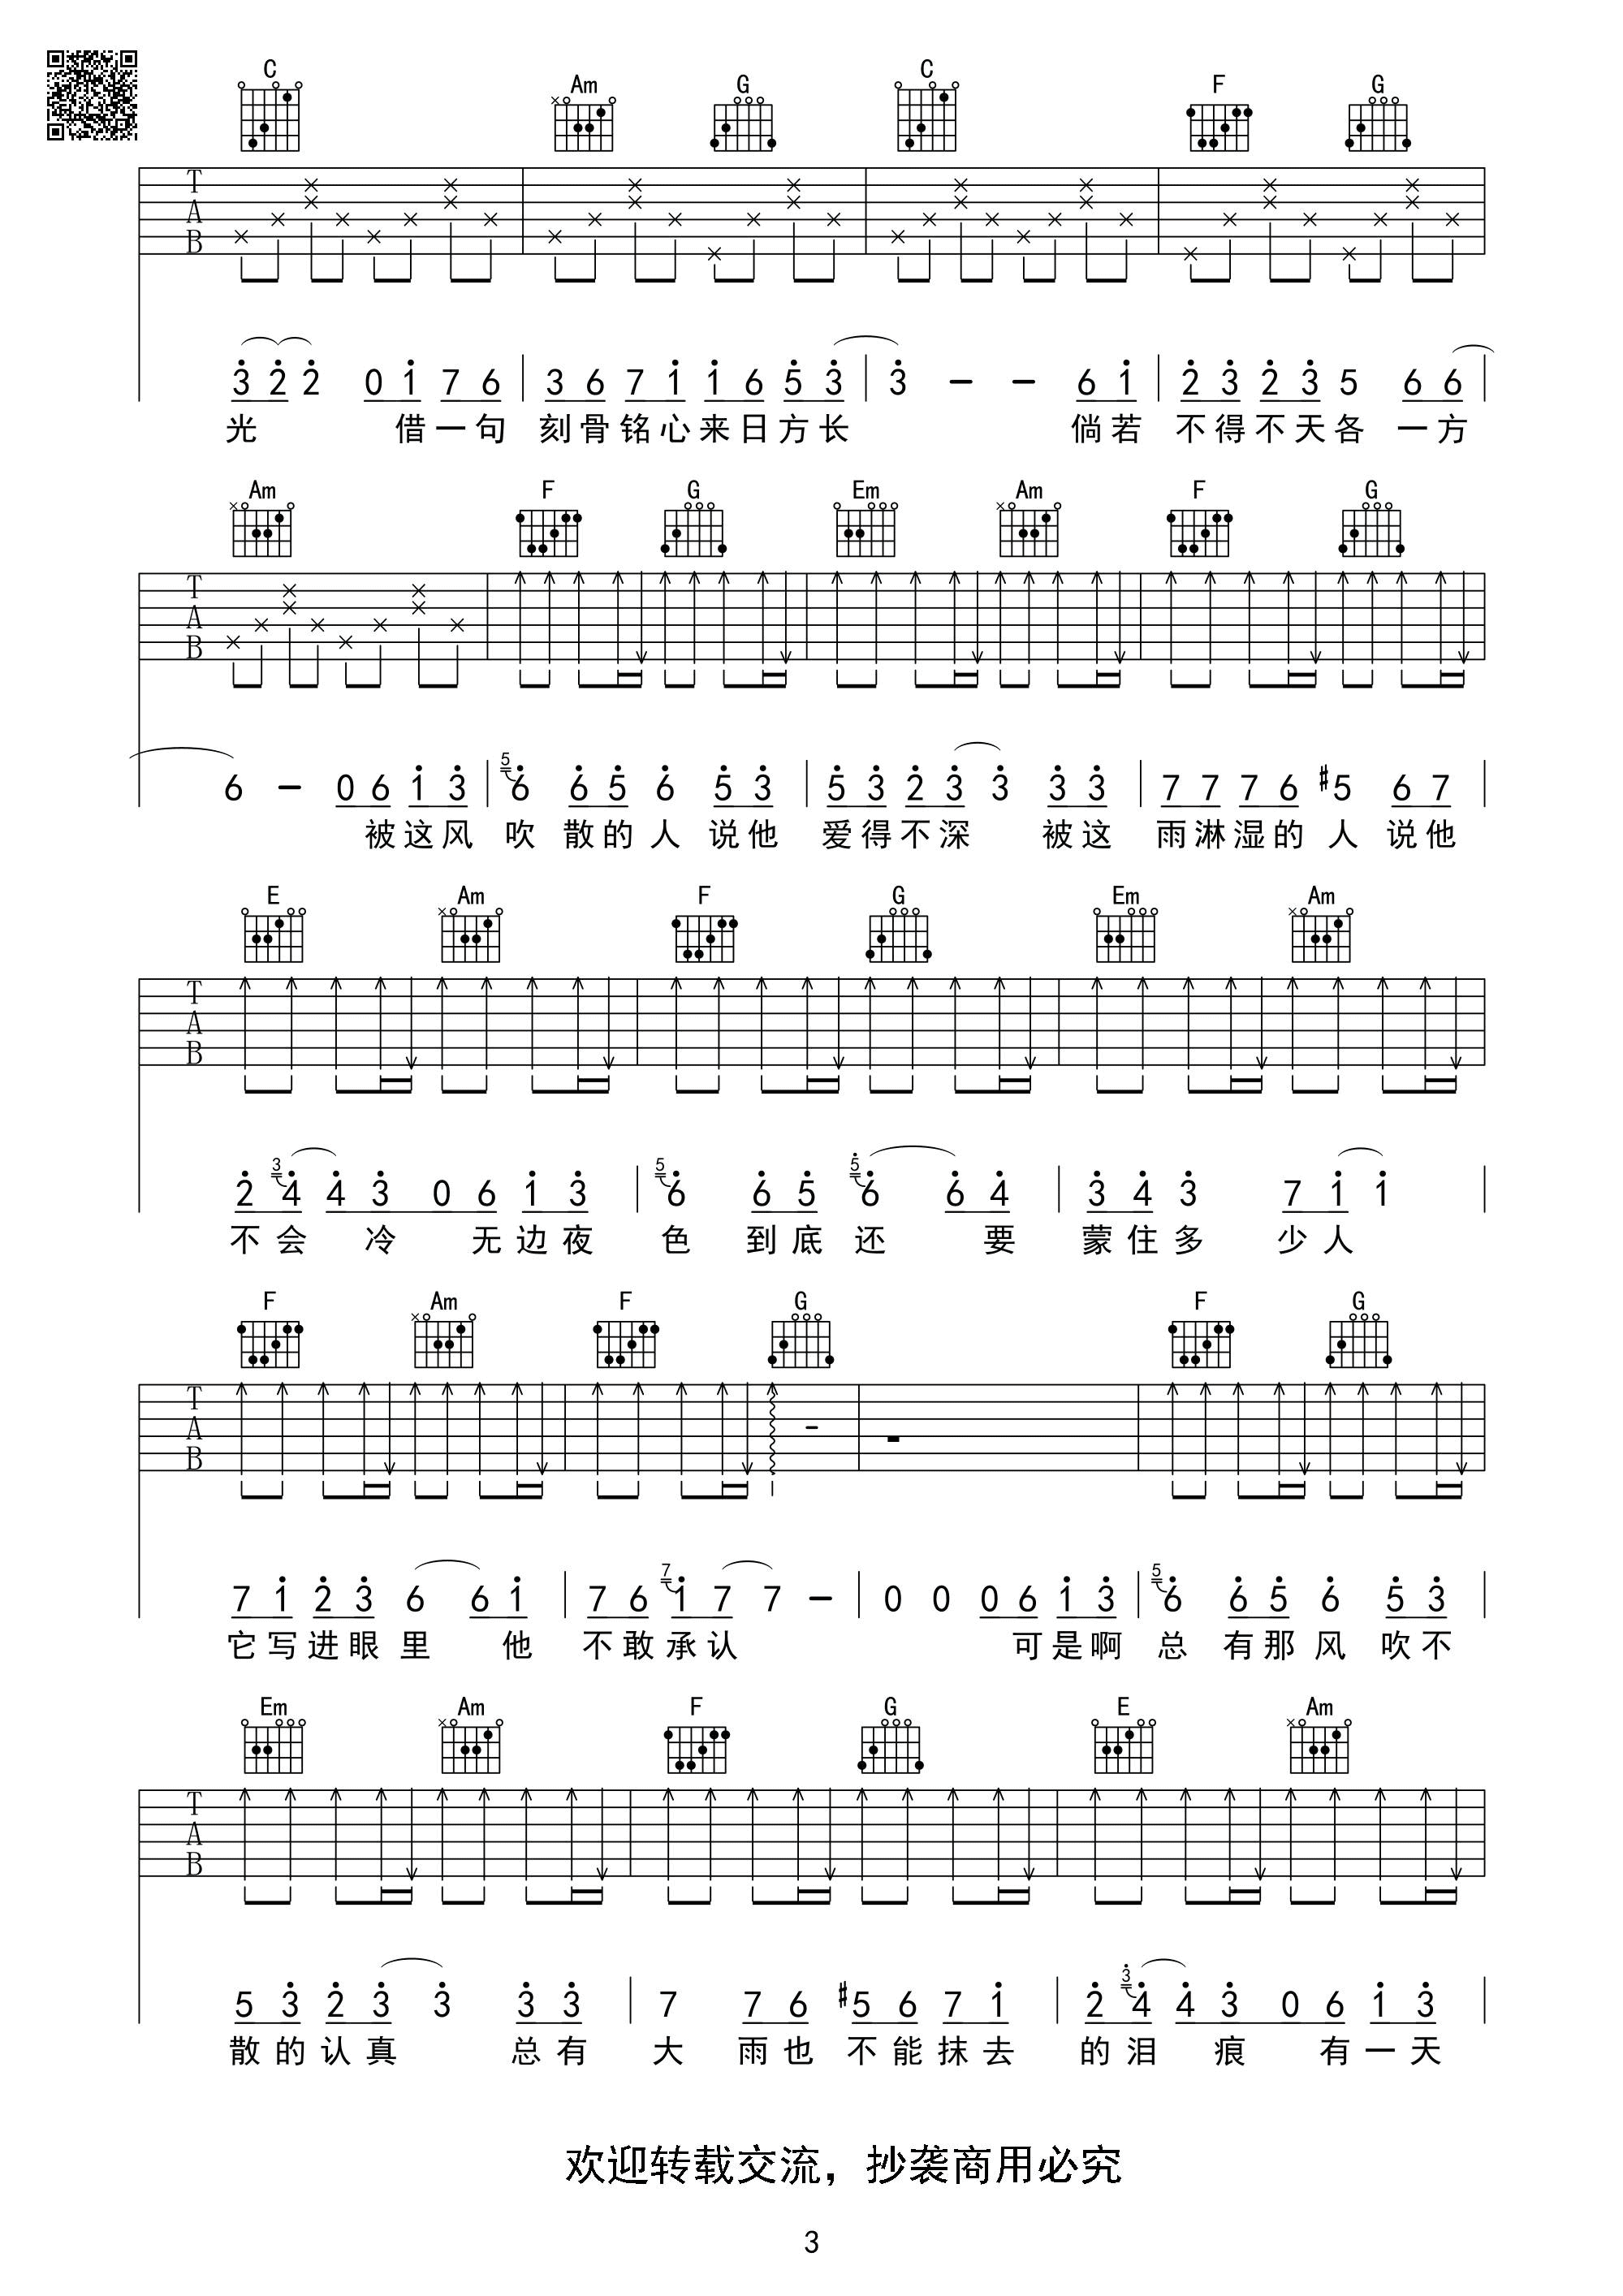 C Am G C F G
T
A
B
3 2 2 0 1 7 6 3 6 7 1 1 6 5 3 3 - - 6 1 2 3 2 3 5 6 6
光 借一句 刻骨铭心来日方长 倘若 不得不天各一方
Am F G Em Am F G
T
A
B
6 - 0 6 1 3 5 6 6 5 6 5 3 5 3 2 3 3 3 3 7 7 7 6 #5 6 7
被这风 吹散的人说他 爱得不深 被这 雨淋湿的人说他
E Am F G Em Am
T
A
B
2 3 4 4 3 0 6 1 3 5 6 6 5 5 6 6 4 3 4 3 7 1 1
不会 冷 无边夜 色 到底还 要 蒙住多 少人
F Am F G F G
T
A
B
7 1 2 3 6 6 1 7 6 7 1 7 7 - 0 0 0 6 1 3 5 6 6 5 6 5 3
它写进眼里 他 不敢承认 可是啊 总 有那风吹不
Em Am F G E Am
T
A
B
5 3 2 3 3 3 3 7 7 6 #5 6 7 1 2 3 4 4 3 0 6 1 3
散的认真 总有 大 雨也不能抹去 的泪 痕 有一天
欢迎转载交流，抄袭商用必究
3